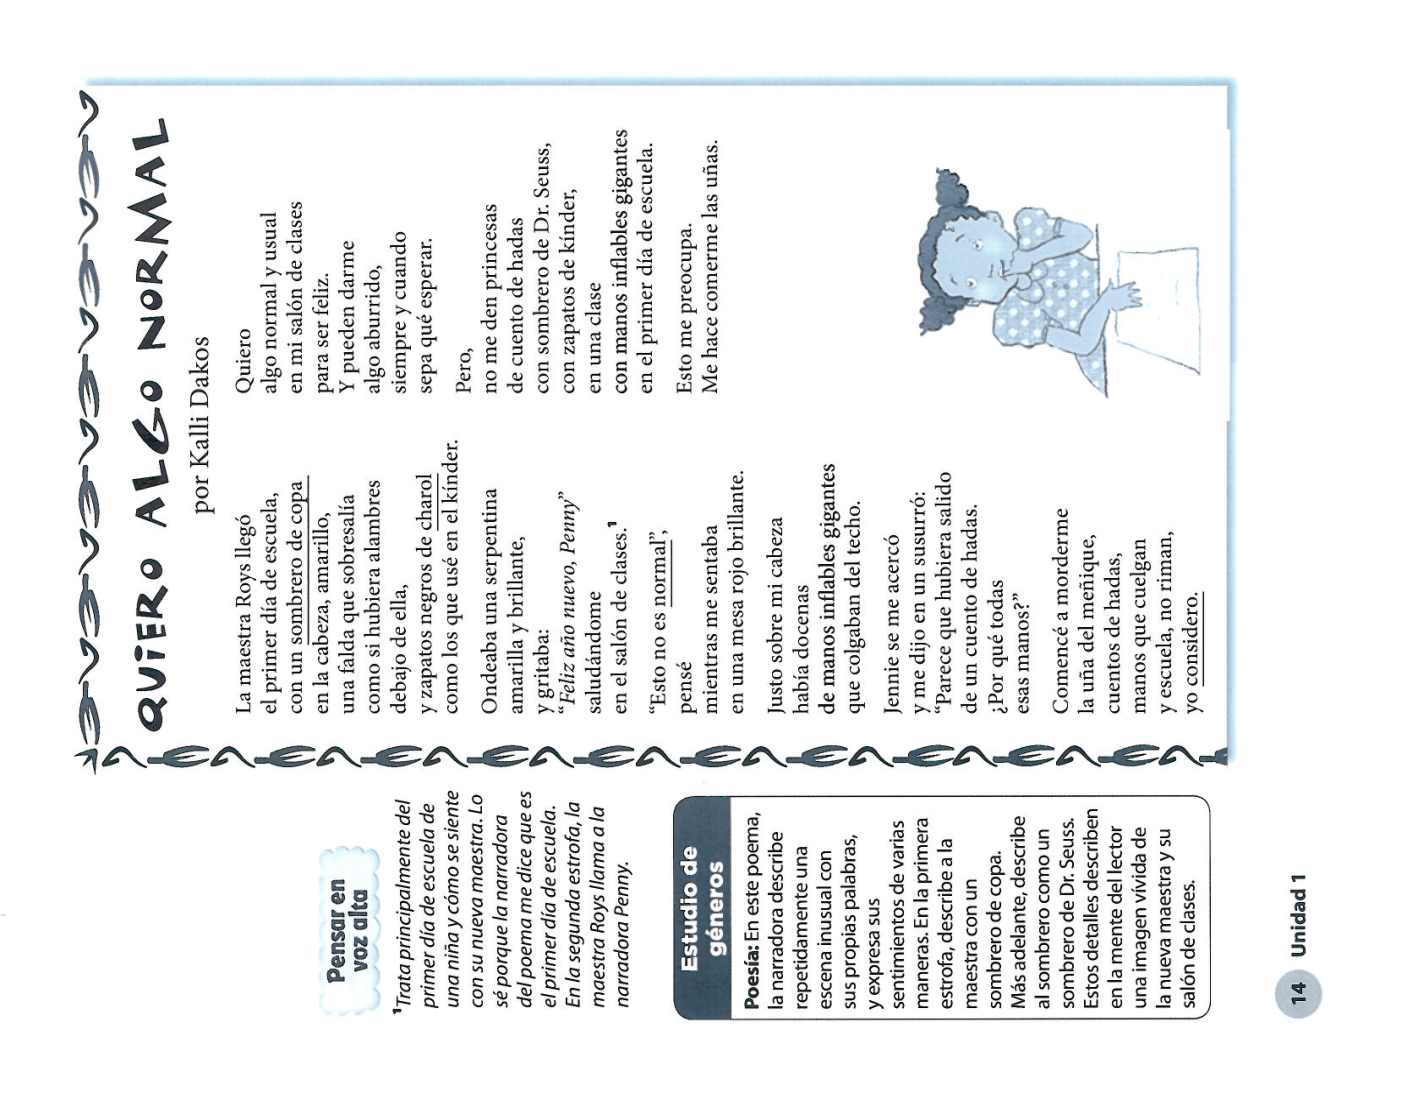 QUIERO ALGO NORMAL
por Kalli Dakos
La maestra Roys llegó
el primer día de escuela,
con un sombrero de copa
en la cabeza, amarillo,
una falda que sobresalía
como si hubiera alambres
debajo de ella,
y zapatos negros de charol
como los que usé en el kínder.
Ondeaba una serpentina
amarilla y brillante,
y gritaba:
“Feliz año nuevo, Penny”
saludándome
en el salón de clases.¹
“Esto no es normal”,
pensé
mientras me sentaba
en una mesa rojo brillante.
Justo sobre mi cabeza
había docenas
de manos inflables gigantes
que colgaban del techo.
Jennie se me acercó
y me dijo en un susurró:
“Parece que hubiera salido
de un cuento de hadas.
¿Por qué todas
esas manos?”
Comencé a morderme
la uña del meñique,
cuentos de hadas,
manos que cuelgan
y escuela, no riman,
yo considero.
Quiero
algo normal y usual
en mi salón de clases
para ser feliz.
Y pueden darme
algo aburrido,
siempre y cuando
sepa qué esperar.
Pero,
no me den princesas
de cuento de hadas
con sombrero de Dr. Seuss,
con zapatos de kínder,
en una clase
con manos inflables gigantes
en el primer día de escuela.
Esto me preocupa.
Me hace comerme las uñas.
Pensar en
voz alta
¹Trata principalmente del
primer día de escuela de
una niña y cómo se siente
con su nueva maestra. Lo
sé porque la narradora
del poema me dice que es
el primer día de escuela.
En la segunda estrofa, la
maestra Roys llama a la
narradora Penny.
Estudio de
géneros
Poesía: En este poema,
la narradora describe
repetidamente una
escena inusual con
sus propias palabras,
y expresa sus
sentimientos de varias
maneras. En la primera
estrofa, describe a la
maestra con un
sombrero de copa.
Más adelante, describe
al sombrero como un
sombrero de Dr. Seuss.
Estos detalles describen
en la mente del lector
una imagen vívida de
la nueva maestra y su
salón de clases.
14 Unidad 1